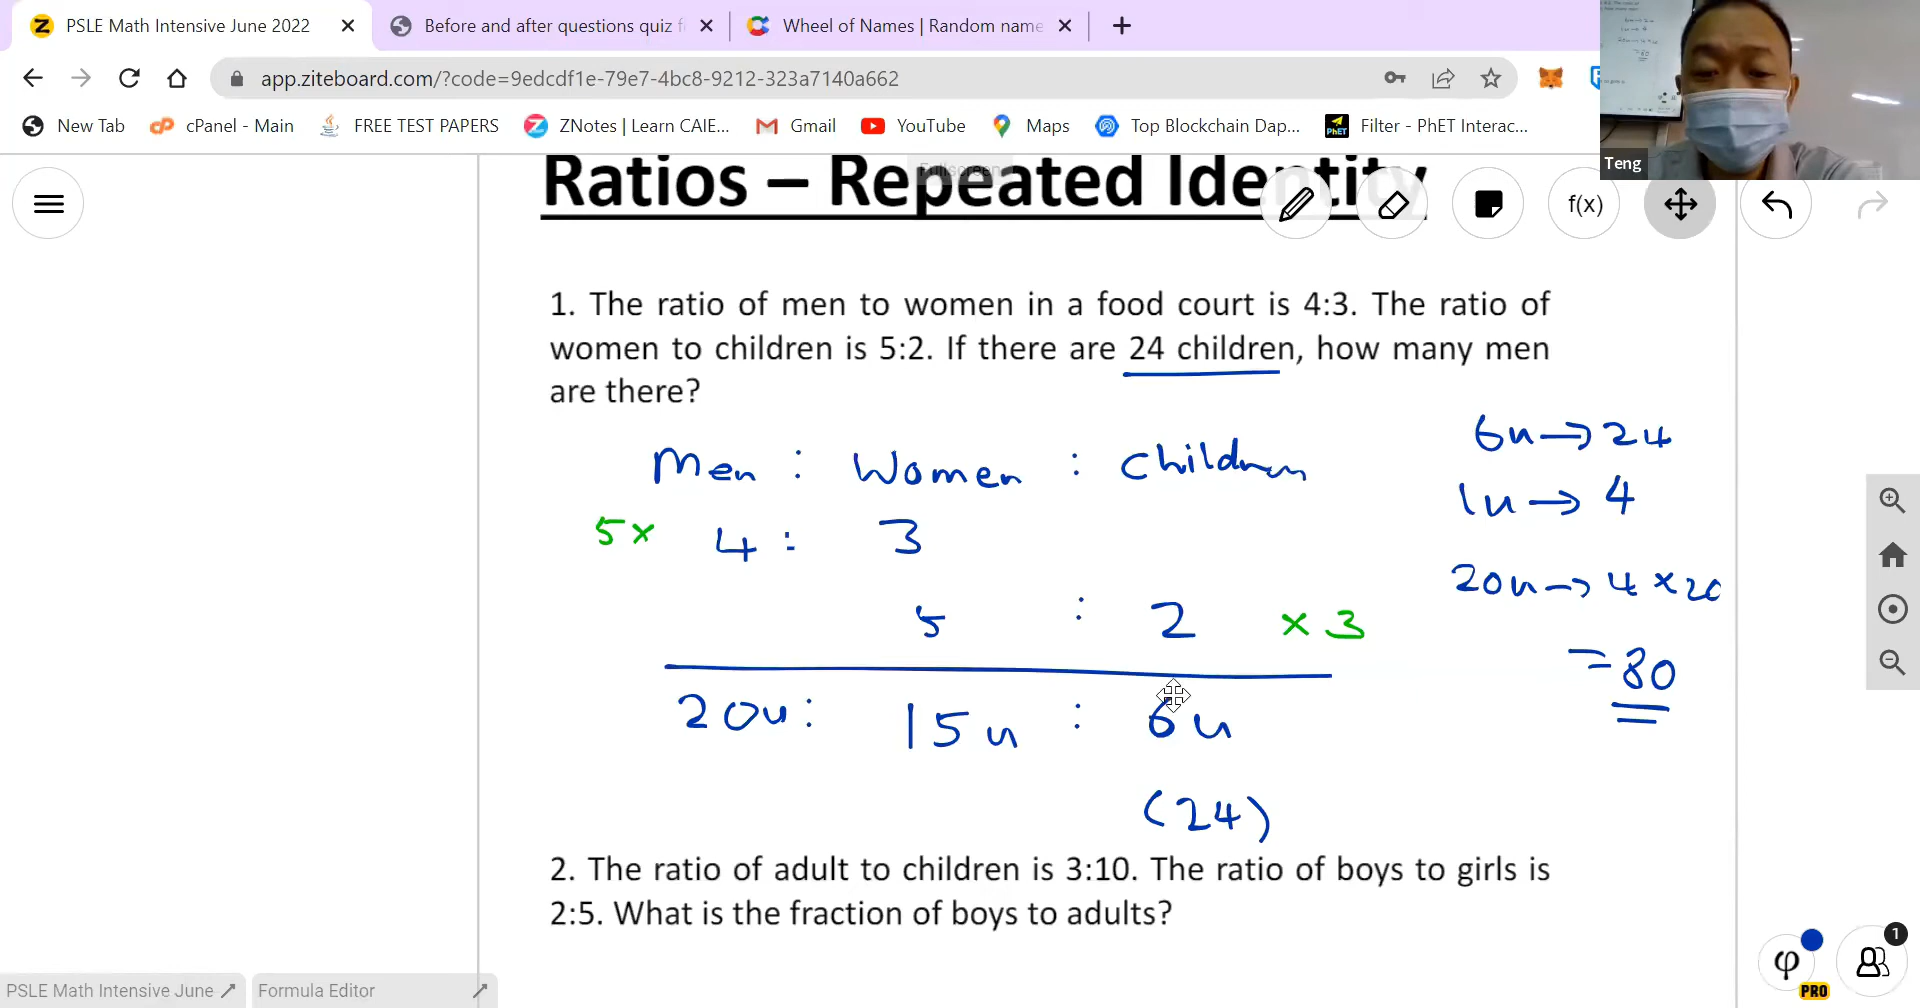 PSLE Math Intensive June 2022
Before and after questions quiz f
Wheel of Names | Random name
app.ziteboard.com/?code=9edcdf1e-79e7-4bc8-9212-323a7140a662
New Tab
cPanel - Main
FREE TEST PAPERS
ZNotes | Learn CAIE...
Gmail
YouTube
Maps
Top Blockchain Dap...
Filter - PhET Interac...
Teng
Fullscreen
Ratios – Repeated Identity
f(x)
1. The ratio of men to women in a food court is 4:3. The ratio of
women to children is 5:2. If there are 24 children, how many men
are there?
Men : Women : Children
5× 4 : 3
5 : 2 × 3
20u : 15u : 6u
(24)
6u → 24
1u → 4
20u → 4 × 20
= 80
2. The ratio of adult to children is 3:10. The ratio of boys to girls is
2:5. What is the fraction of boys to adults?
PSLE Math Intensive June
Formula Editor
φ
PRO
1